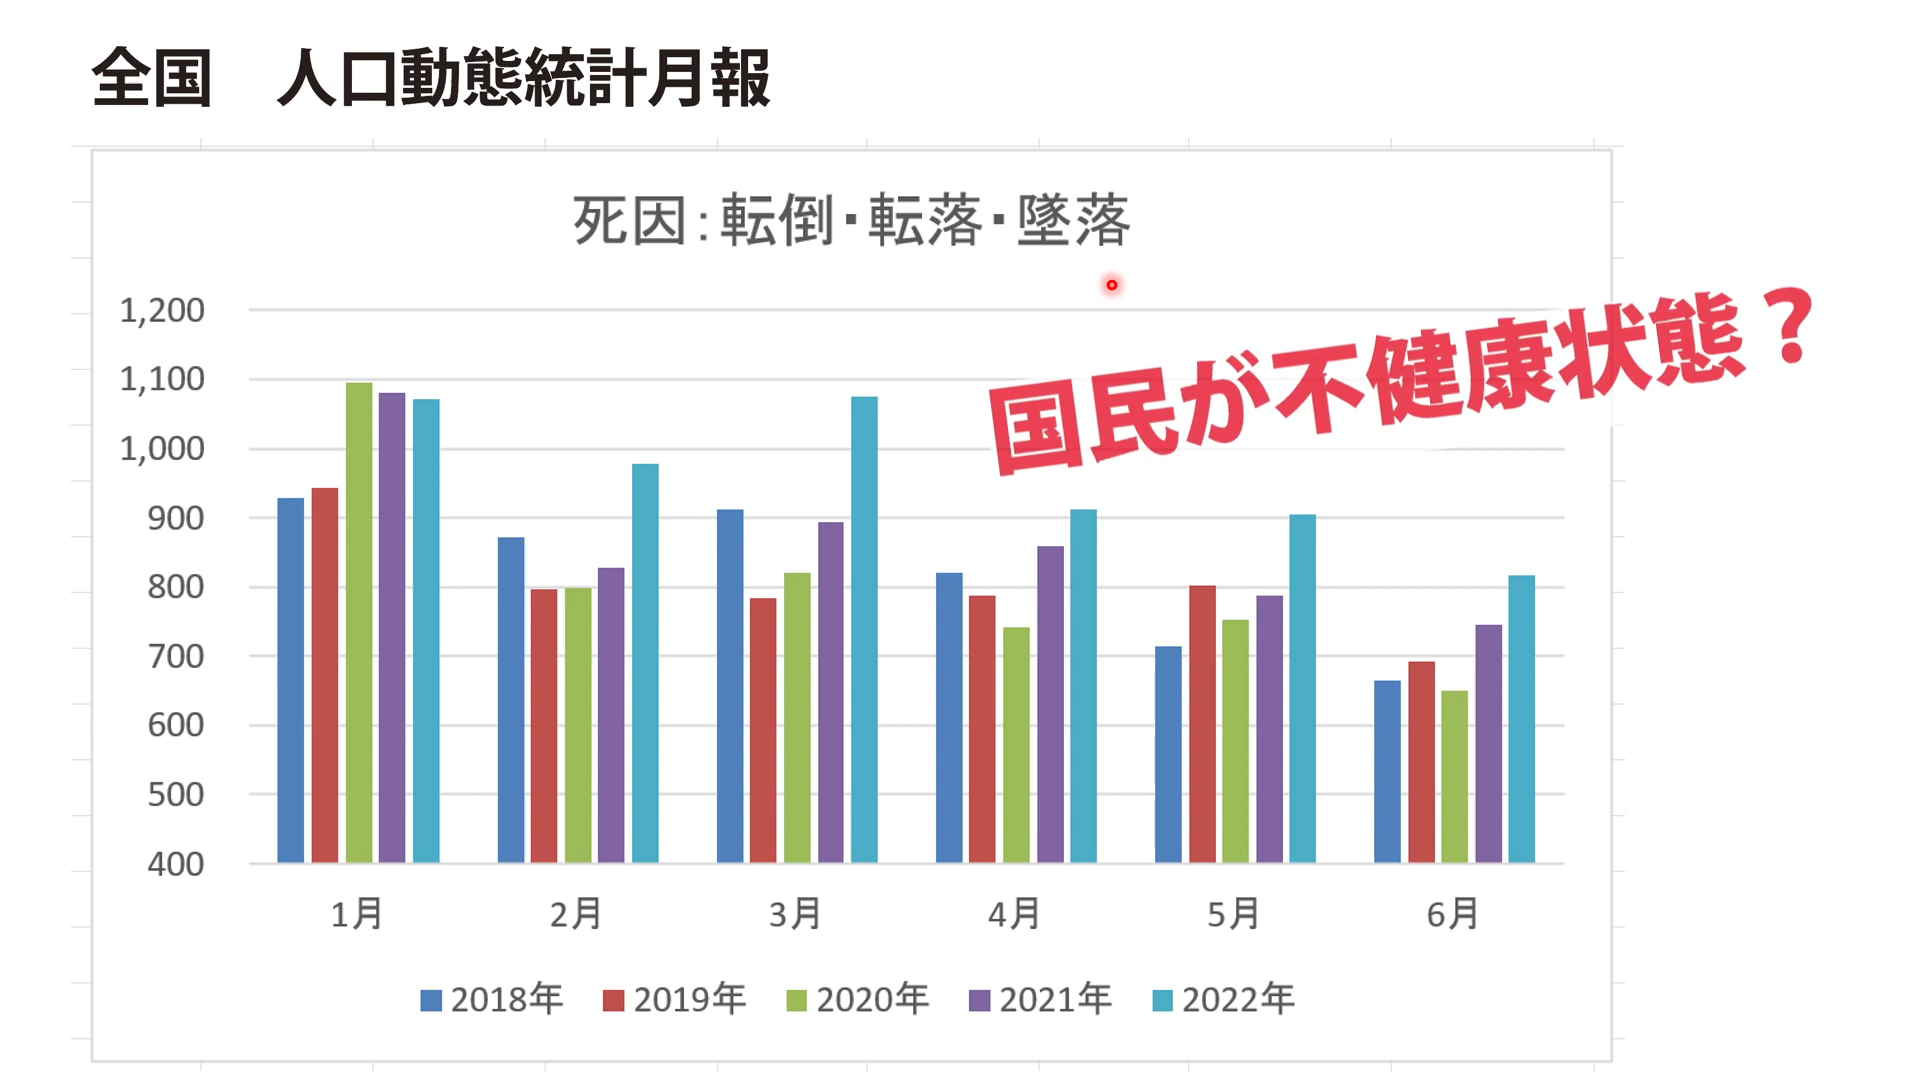 全国　人口動態統計月報
死因：転倒・転落・墜落
国民が不健康状態？
1,200
1,100
1,000
900
800
700
600
500
400
1月 2月 3月 4月 5月 6月
2018年 2019年 2020年 2021年 2022年